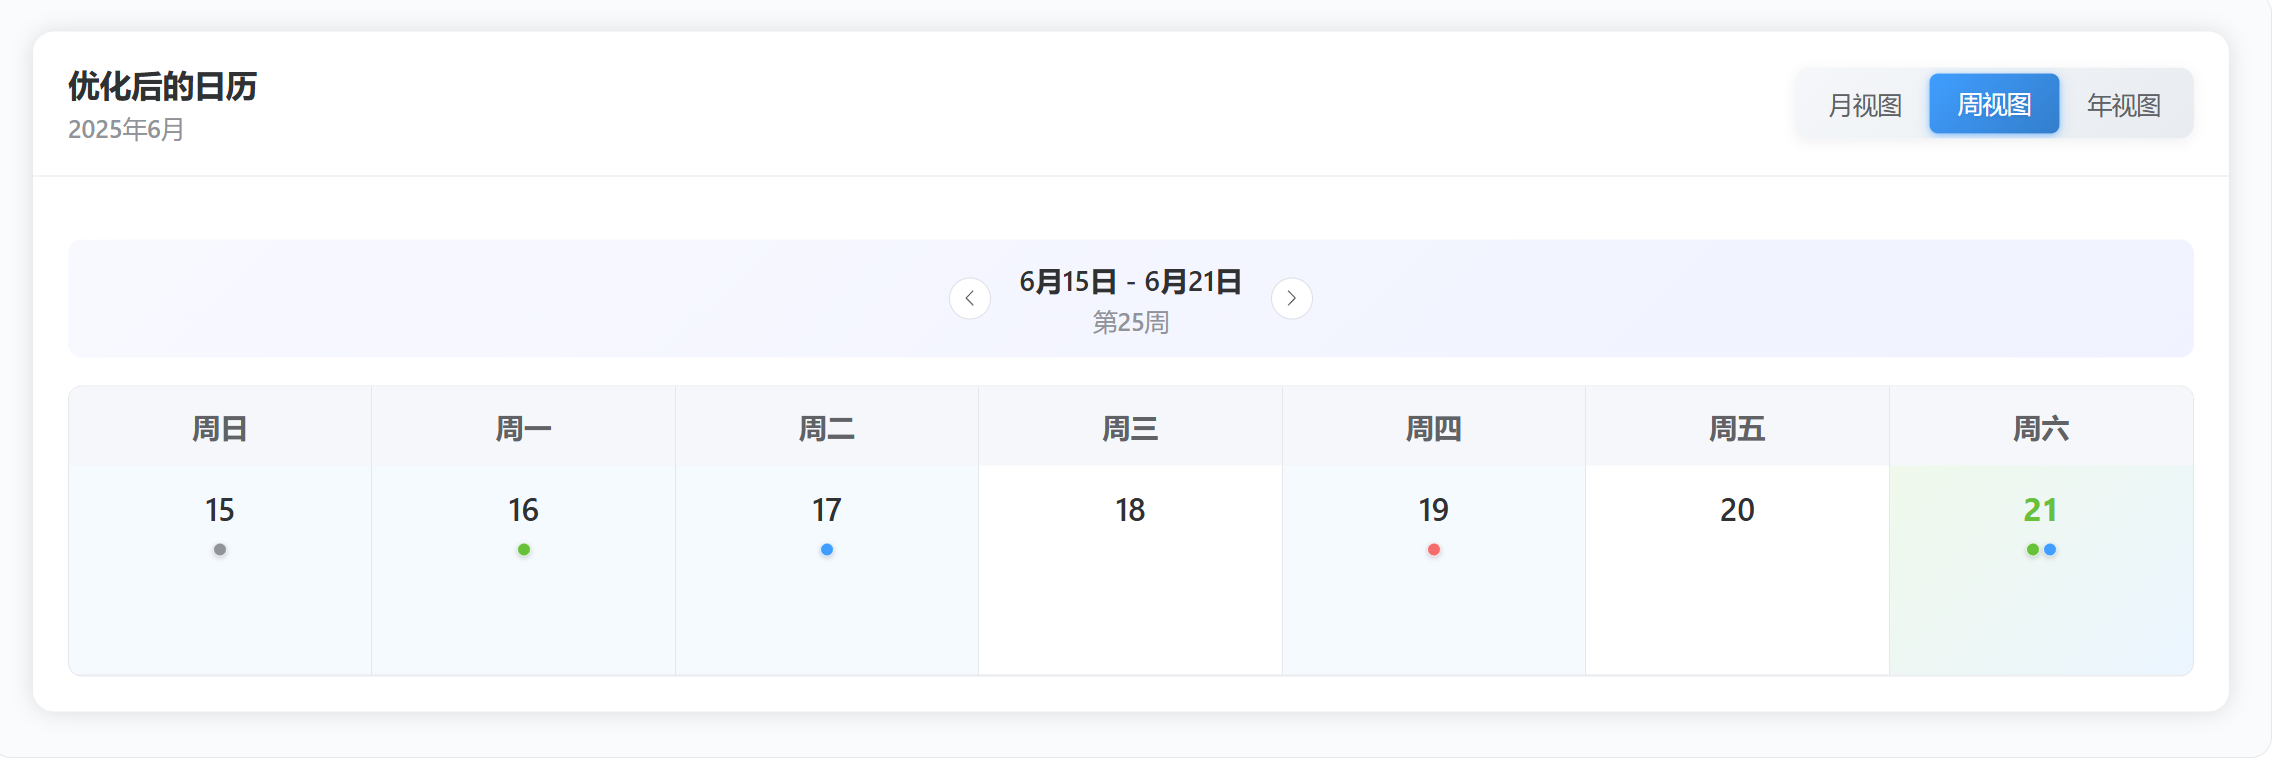 优化后的日历
2025年6月
月视图 周视图 年视图
6月15日 - 6月21日
第25周
周日 周一 周二 周三 周四 周五 周六
15 16 17 18 19 20 21